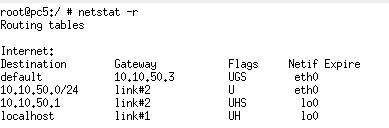 root@pc5:/ # netstat -r
Routing tables

Internet:
Destination        Gateway            Flags     Netif Expire
default            10.10.50.3         UGS        eth0
10.10.50.0/24      link#2             U          eth0
10.10.50.1         link#2             UHS         lo0
localhost          link#1             UH          lo0